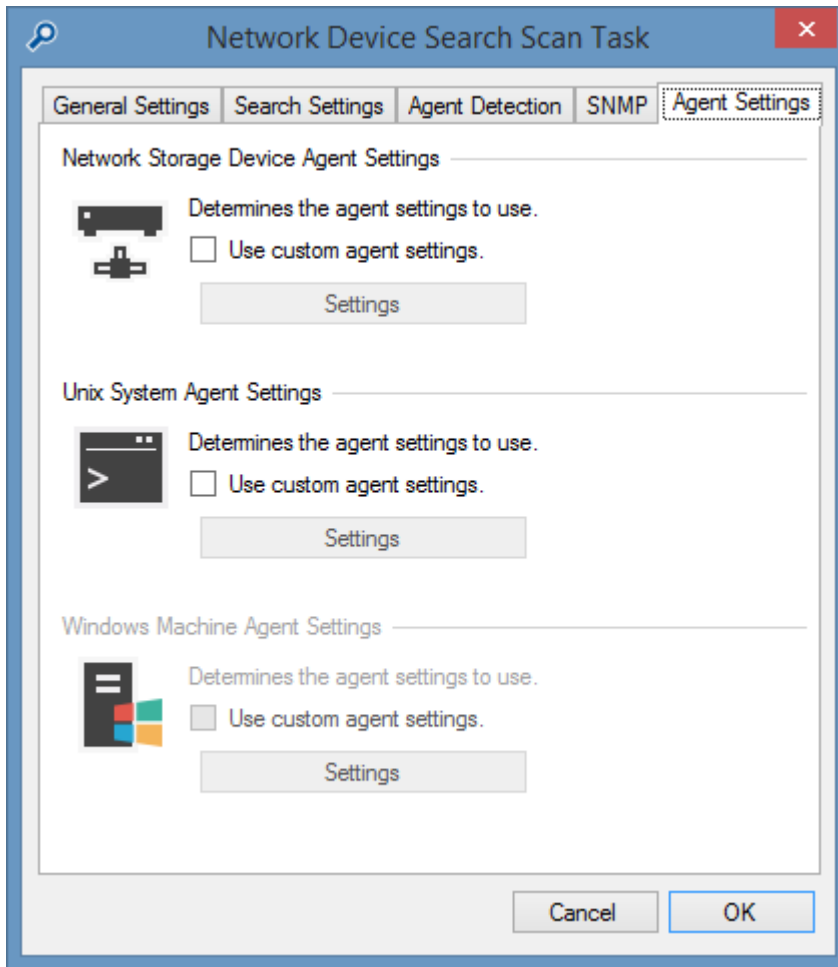 Network Device Search Scan Task
General Settings Search Settings Agent Detection SNMP Agent Settings
Network Storage Device Agent Settings
Determines the agent settings to use.
Use custom agent settings.
Settings
Unix System Agent Settings
Determines the agent settings to use.
Use custom agent settings.
Settings
Windows Machine Agent Settings
Determines the agent settings to use.
Use custom agent settings.
Settings
Cancel OK